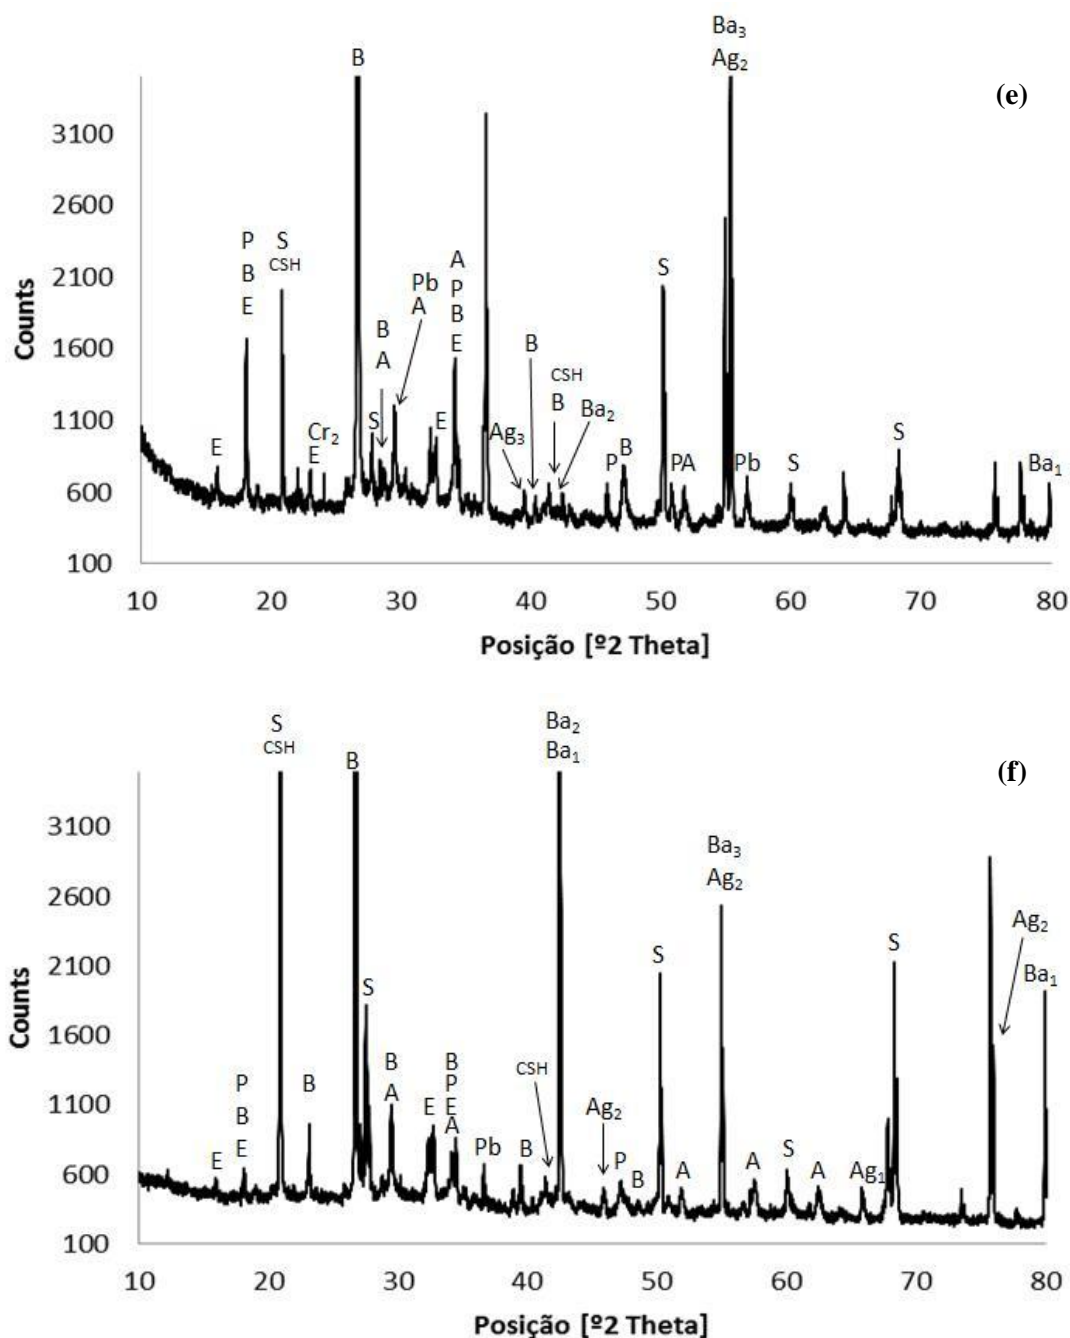 Ba₃
Ag₂
B
(e)
3100
2600
P
S
B
CSH
E
2100
A
Pb
P
S
A
B
1600
B
E
B
A
CSH
B
1100
S
E
Ag₃
Ba₂
Cr₂
E
E
P
B
PA
Pb
S
S
Ba₁
600
100
Counts
10 20 30 40 50 60 70 80
Posição [º2 Theta]
S
CSH
B
Ba₂
Ba₁
(f)
3100
Ba₃
Ag₂
2600
Ag₂
S
S
Ba₁
2100
S
1600
B
A
B
P
E
A
P
B
E
B
E
CSH
1100
Ag₂
E
Pb
B
P
B
A
A
S
A
Ag₁
600
100
Counts
10 20 30 40 50 60 70 80
Posição [º2 Theta]